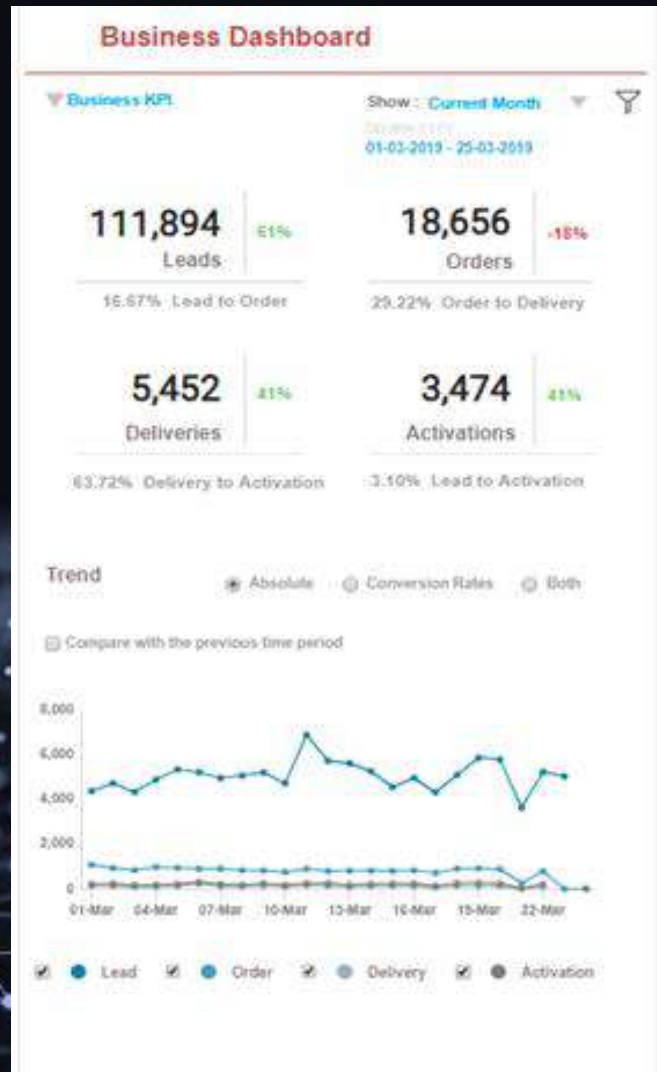 Business Dashboard
Business KPI
Show : Current Month
01-03-2019 - 25-03-2019
111,894 61%
Leads
16.67% Lead to Order
18,656 -18%
Orders
29.22% Order to Delivery
5,452 41%
Deliveries
63.72% Delivery to Activation
3,474 41%
Activations
3.10% Lead to Activation
Trend
Absolute Conversion Rates Both
Compare with the previous time period
8,000
6,000
4,000
2,000
0
01-Mar 04-Mar 07-Mar 10-Mar 13-Mar 16-Mar 19-Mar 22-Mar
Lead Order Delivery Activation